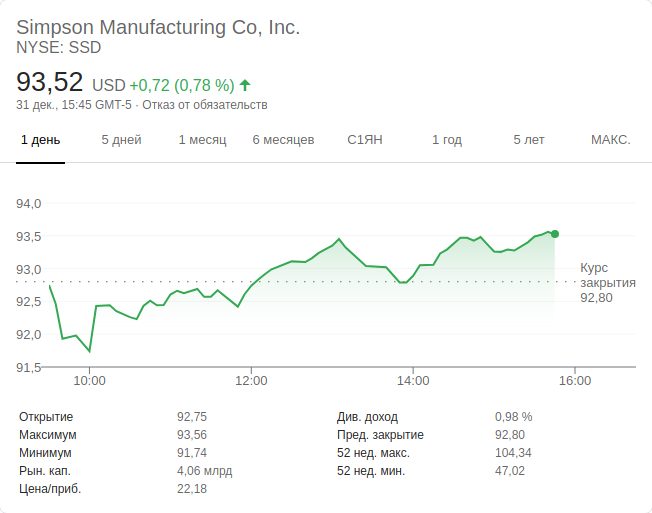 Simpson Manufacturing Co, Inc.
NYSE: SSD
93,52 USD +0,72 (0,78 %)
31 дек., 15:45 GMT-5 · Отказ от обязательств
1 день 5 дней 1 месяц 6 месяцев С1ЯН 1 год 5 лет МАКС.
94,0
93,5
93,0
92,5
92,0
91,5
Курс
закрытия
92,80
10:00 12:00 14:00 16:00
Открытие 92,75 Див. доход 0,98 %
Максимум 93,56 Пред. закрытие 92,80
Минимум 91,74 52 нед. макс. 104,34
Рын. кап. 4,06 млрд 52 нед. мин. 47,02
Цена/приб. 22,18